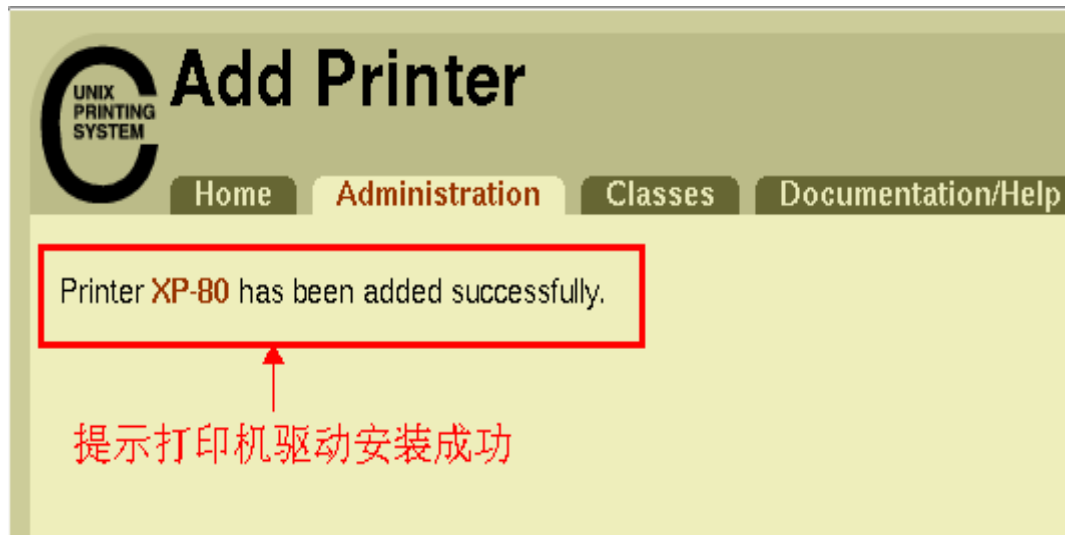 UNIX
PRINTING
SYSTEM
Add Printer
Home Administration Classes Documentation/Help
Printer XP-80 has been added successfully.
提示打印机驱动安装成功